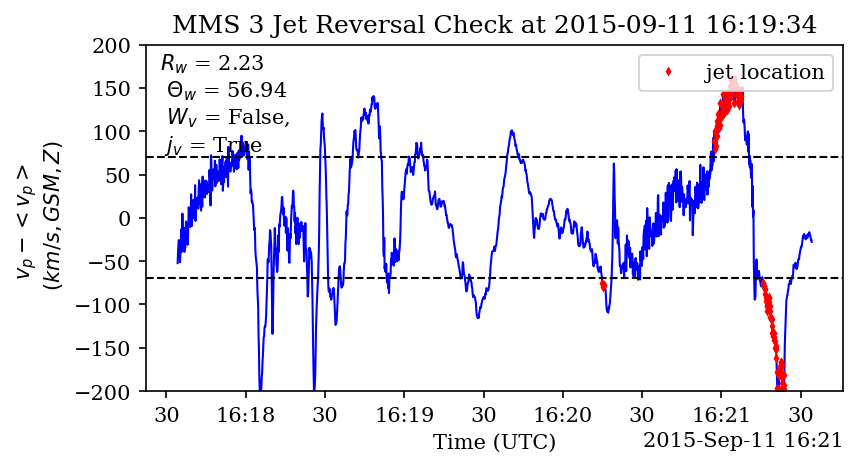 MMS 3 Jet Reversal Check at 2015-09-11 16:19:34
v_p − <v_p>
(km/s, GSM, Z)
200
150
100
50
0
−50
−100
−150
−200
R_w = 2.23
Θ_w = 56.94
W_v = False,
j_v = True
jet location
30 16:18 30 16:19 30 16:20 30 16:21 30
Time (UTC)
2015-Sep-11 16:21